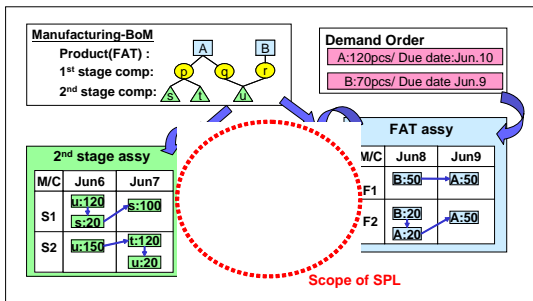 Manufacturing-BoM
Product(FAT) :
A
B
1st stage comp:
p
q
r
2nd stage comp:
s
t
u
Demand Order
A:120pcs/ Due date:Jun.10
B:70pcs/ Due date:Jun.9
2nd stage assy
M/C Jun6 Jun7
S1
u:120
s:20
s:100
S2
u:150
t:120
u:20
FAT assy
M/C Jun8 Jun9
F1
B:50
A:50
F2
B:20
A:20
A:50
Scope of SPL